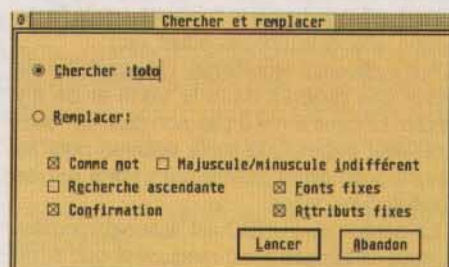 Chercher et remplacer
Chercher :toto
Remplacer:
Comme mot Majuscule/minuscule indifférent
Recherche ascendante Fonts fixes
Confirmation Attributs fixes
Lancer Abandon